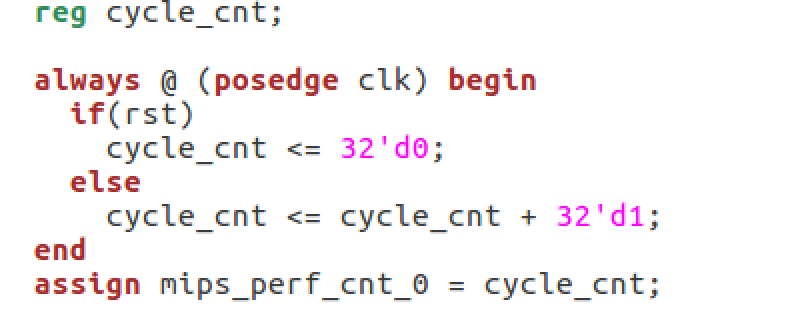 reg cycle_cnt;
always @ (posedge clk) begin
if(rst)
cycle_cnt <= 32'd0;
else
cycle_cnt <= cycle_cnt + 32'd1;
end
assign mips_perf_cnt_0 = cycle_cnt;